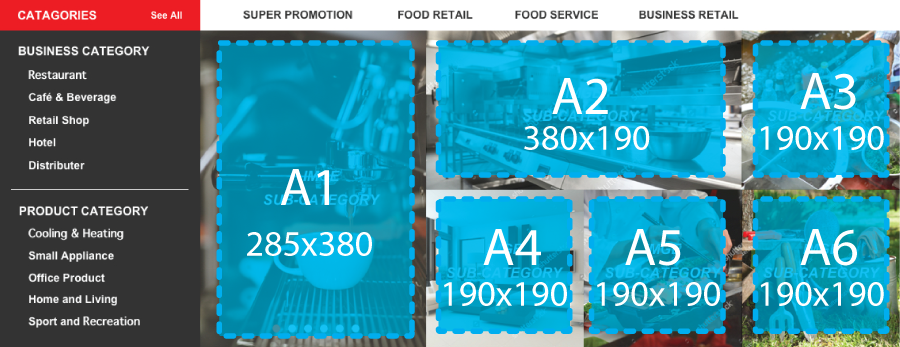 CATAGORIES
See All
SUPER PROMOTION
FOOD RETAIL
FOOD SERVICE
BUSINESS RETAIL
BUSINESS CATEGORY
Restaurant
Café & Beverage
Retail Shop
Hotel
Distributer
PRODUCT CATEGORY
Cooling & Heating
Small Appliance
Office Product
Home and Living
Sport and Recreation
A1
SUB-CATEGORY
285x380
A2
SUB-CATEGORY
380x190
A3
SUB-CATEGORY
190x190
A4
SUB-CATEGORY
190x190
A5
SUB-CATEGORY
190x190
A6
SUB-CATEGORY
190x190